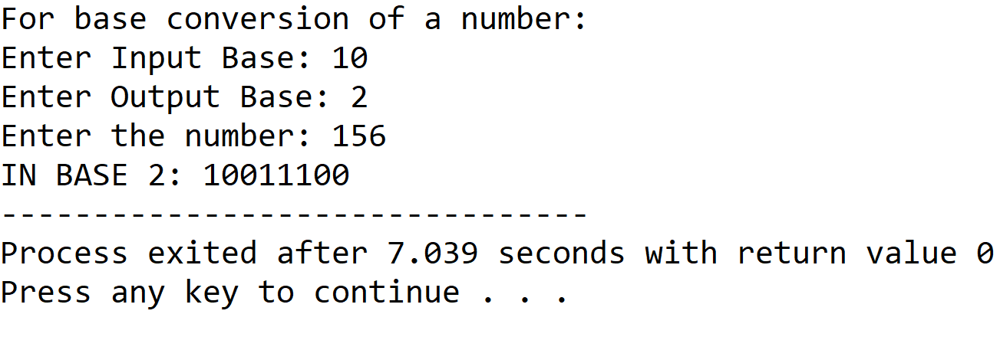 For base conversion of a number:
Enter Input Base: 10
Enter Output Base: 2
Enter the number: 156
IN BASE 2: 10011100
--------------------------------
Process exited after 7.039 seconds with return value 0
Press any key to continue . . .